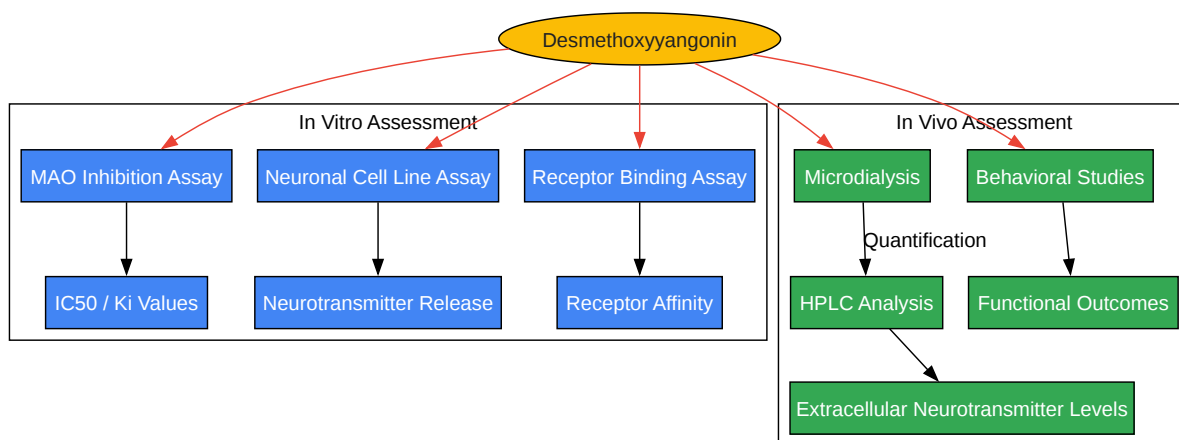 Desmethoxyyangonin
In Vitro Assessment
In Vivo Assessment
MAO Inhibition Assay
Neuronal Cell Line Assay
Receptor Binding Assay
Microdialysis
Behavioral Studies
Quantification
IC50 / Ki Values
Neurotransmitter Release
Receptor Affinity
HPLC Analysis
Functional Outcomes
Extracellular Neurotransmitter Levels